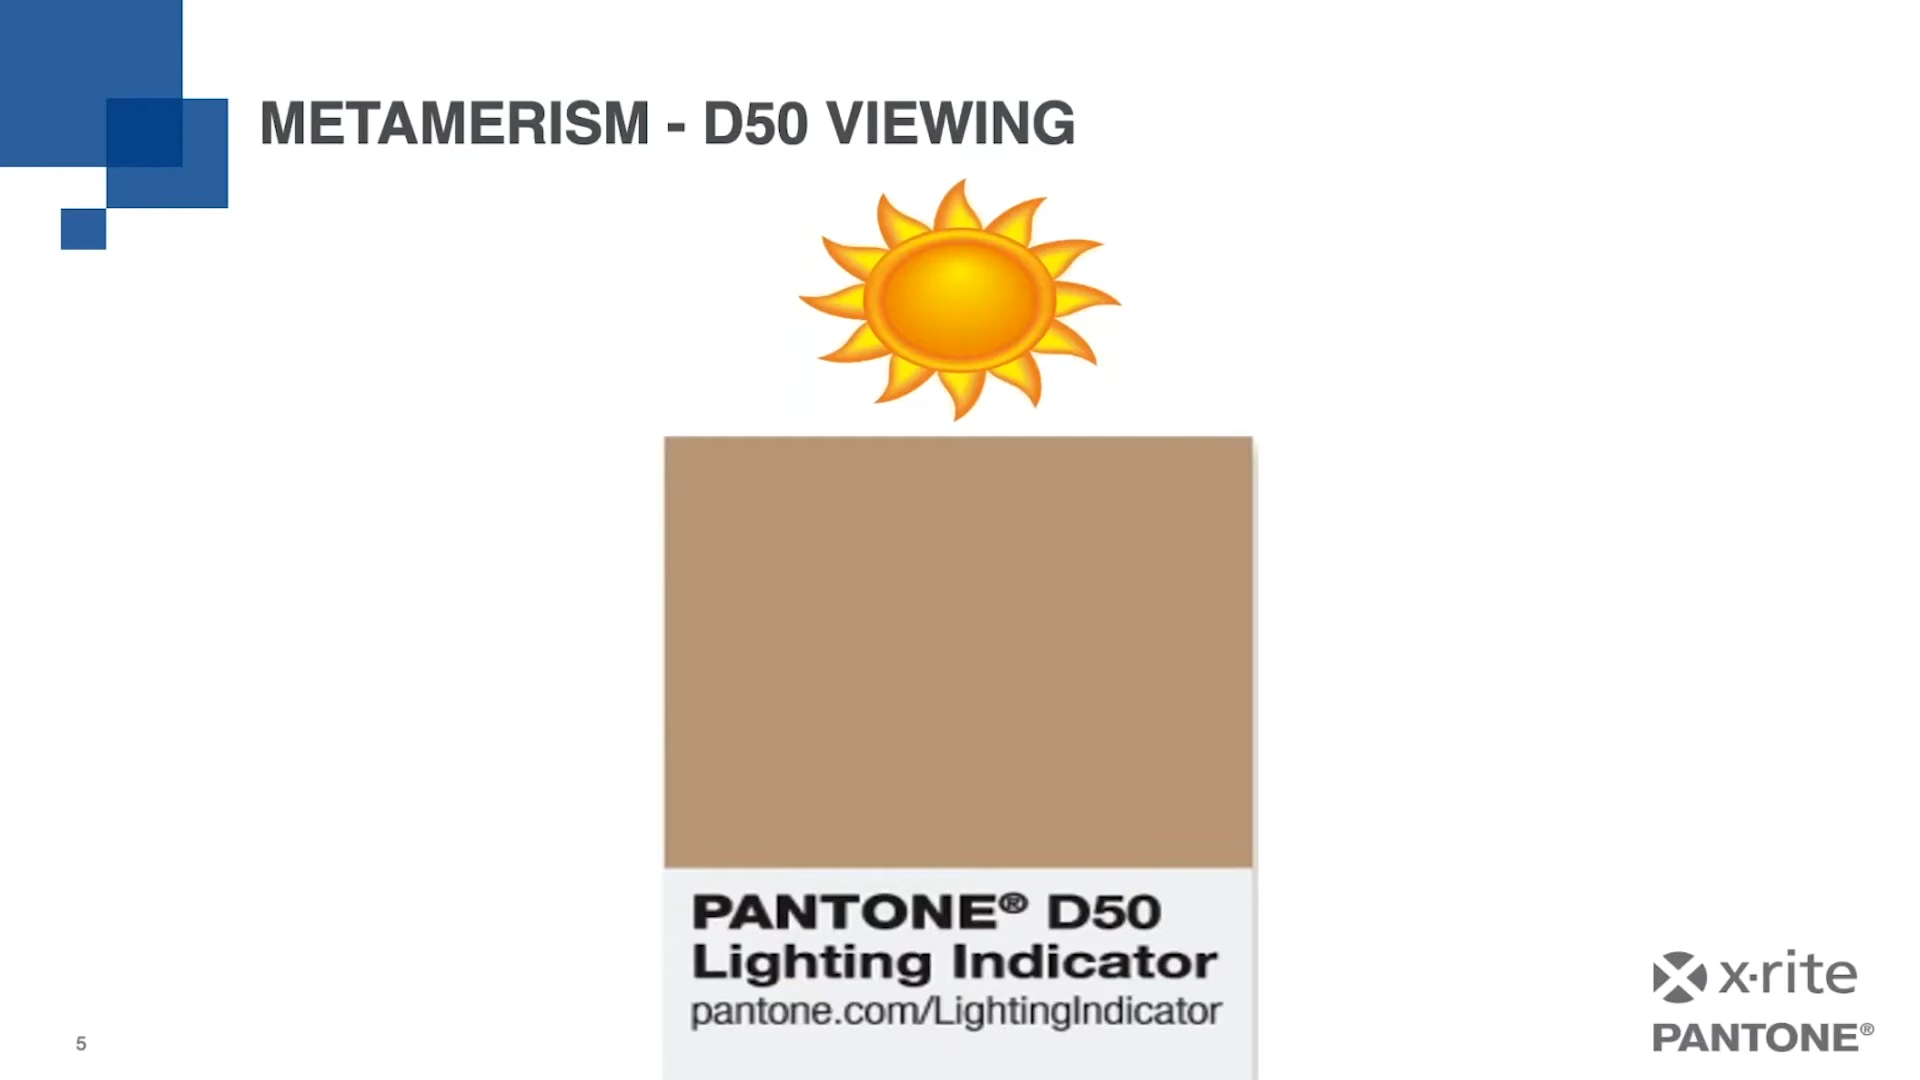 METAMERISM - D50 VIEWING
PANTONE® D50
Lighting Indicator
pantone.com/LightingIndicator
5
x·rite
PANTONE®